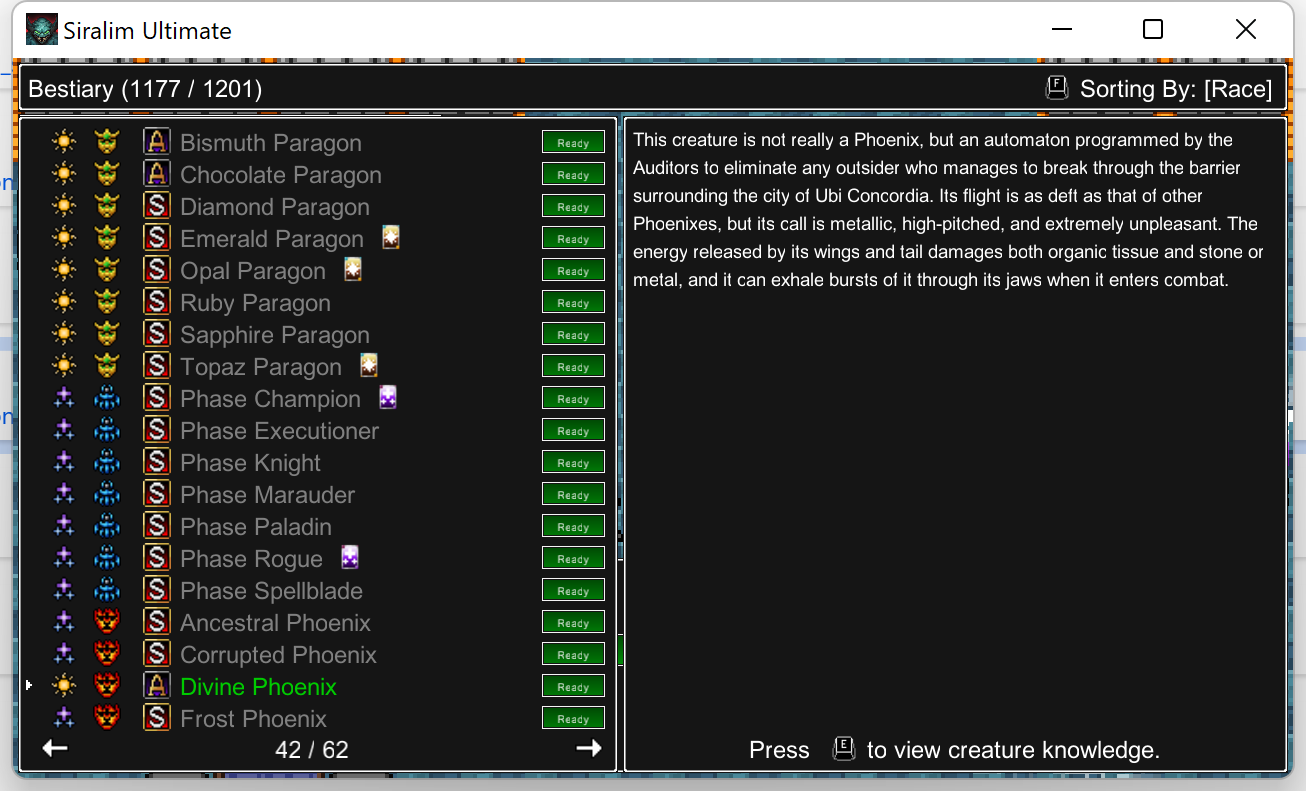 Siralim Ultimate
Bestiary (1177 / 1201)
F Sorting By: [Race]
A Bismuth Paragon Ready
A Chocolate Paragon Ready
S Diamond Paragon Ready
S Emerald Paragon Ready
S Opal Paragon Ready
S Ruby Paragon Ready
S Sapphire Paragon Ready
S Topaz Paragon Ready
S Phase Champion Ready
S Phase Executioner Ready
S Phase Knight Ready
S Phase Marauder Ready
S Phase Paladin Ready
S Phase Rogue Ready
S Phase Spellblade Ready
S Ancestral Phoenix Ready
S Corrupted Phoenix Ready
A Divine Phoenix Ready
S Frost Phoenix Ready
42 / 62
This creature is not really a Phoenix, but an automaton programmed by the
Auditors to eliminate any outsider who manages to break through the barrier
surrounding the city of Ubi Concordia. Its flight is as deft as that of other
Phoenixes, but its call is metallic, high-pitched, and extremely unpleasant. The
energy released by its wings and tail damages both organic tissue and stone or
metal, and it can exhale bursts of it through its jaws when it enters combat.
Press E to view creature knowledge.